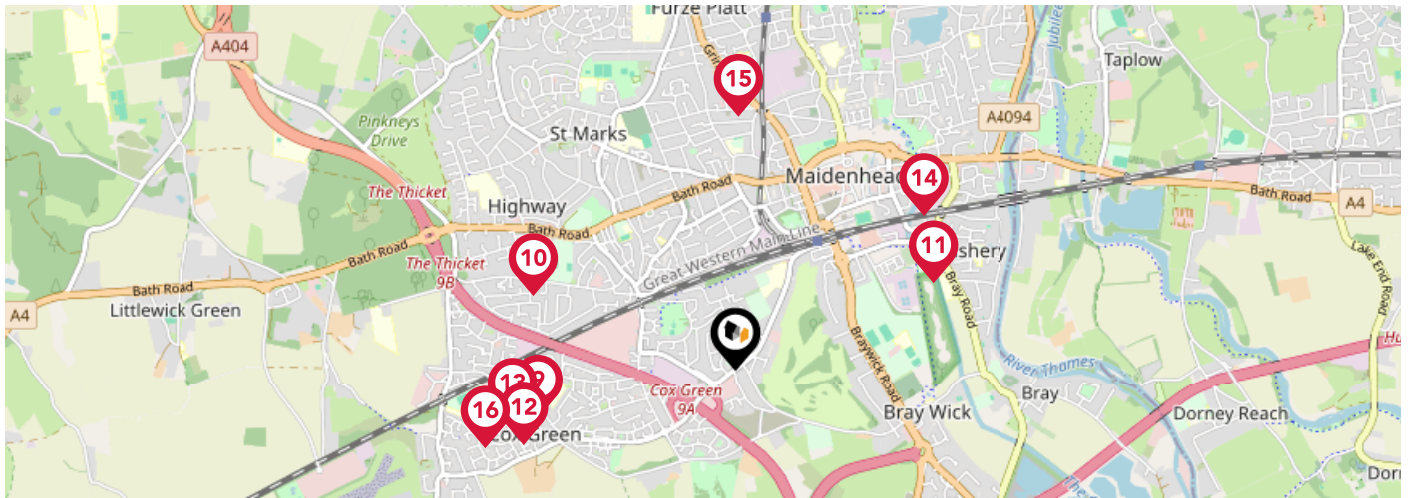 Furze Platt
A404
Jubilee
Taplow
15
A4094
Pinkneys
Drive
St Marks
The Thicket
Bath Road
Maidenhead
14
Bath Road
A4
Highway
Bath Road
Great Western Main Line
11
Bath Road
The Thicket
9B
10
Lake End Road
A4
Bath Road
Littlewick Green
Bray Road
Braywick Road
River Thames
Cox Green
9A
Bray
16
12
Bray Wick
Dorney Reach
Cox Green